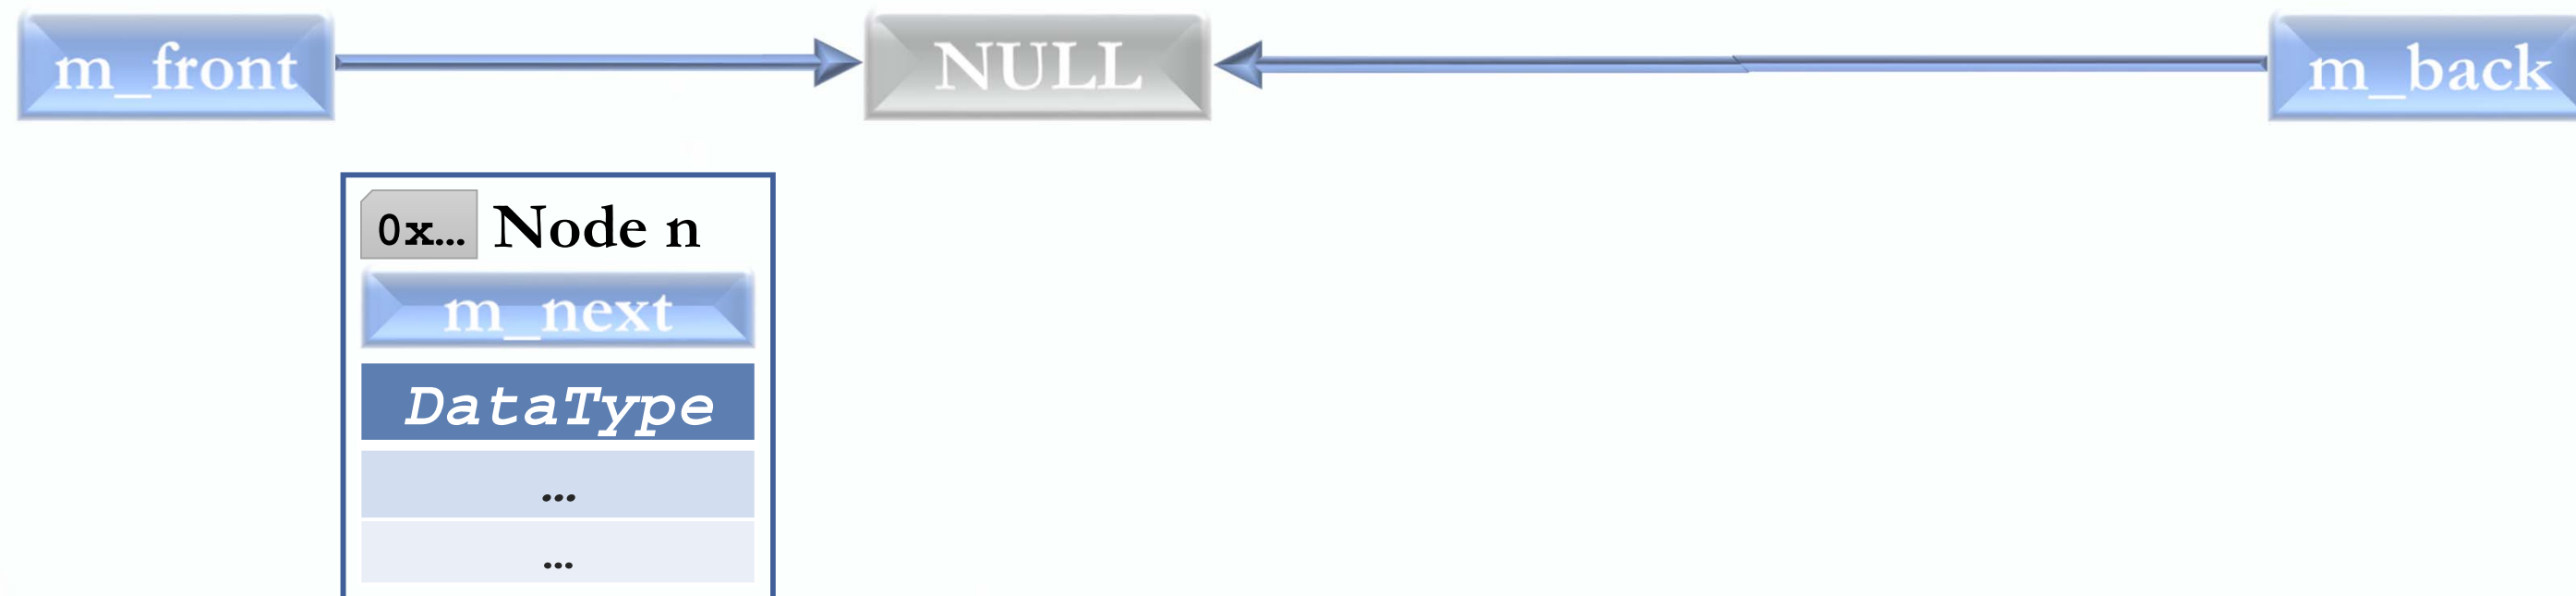 m_front
NULL
m_back
0x…
Node n
m_next
DataType
…
…